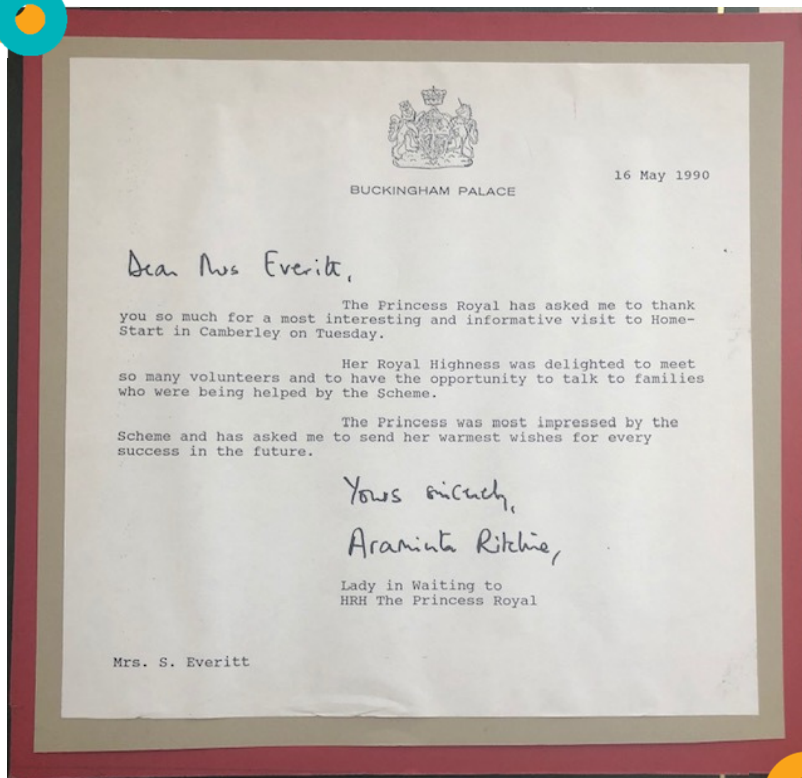 BUCKINGHAM PALACE
16 May 1990
Dear Mrs Everitt,
The Princess Royal has asked me to thank
you so much for a most interesting and informative visit to Home-
Start in Camberley on Tuesday.
Her Royal Highness was delighted to meet
so many volunteers and to have the opportunity to talk to families
who were being helped by the Scheme.
The Princess was most impressed by the
Scheme and has asked me to send her warmest wishes for every
success in the future.
Yours sincerely,
Araminta Ritchie,
Lady in Waiting to
HRH The Princess Royal
Mrs. S. Everitt